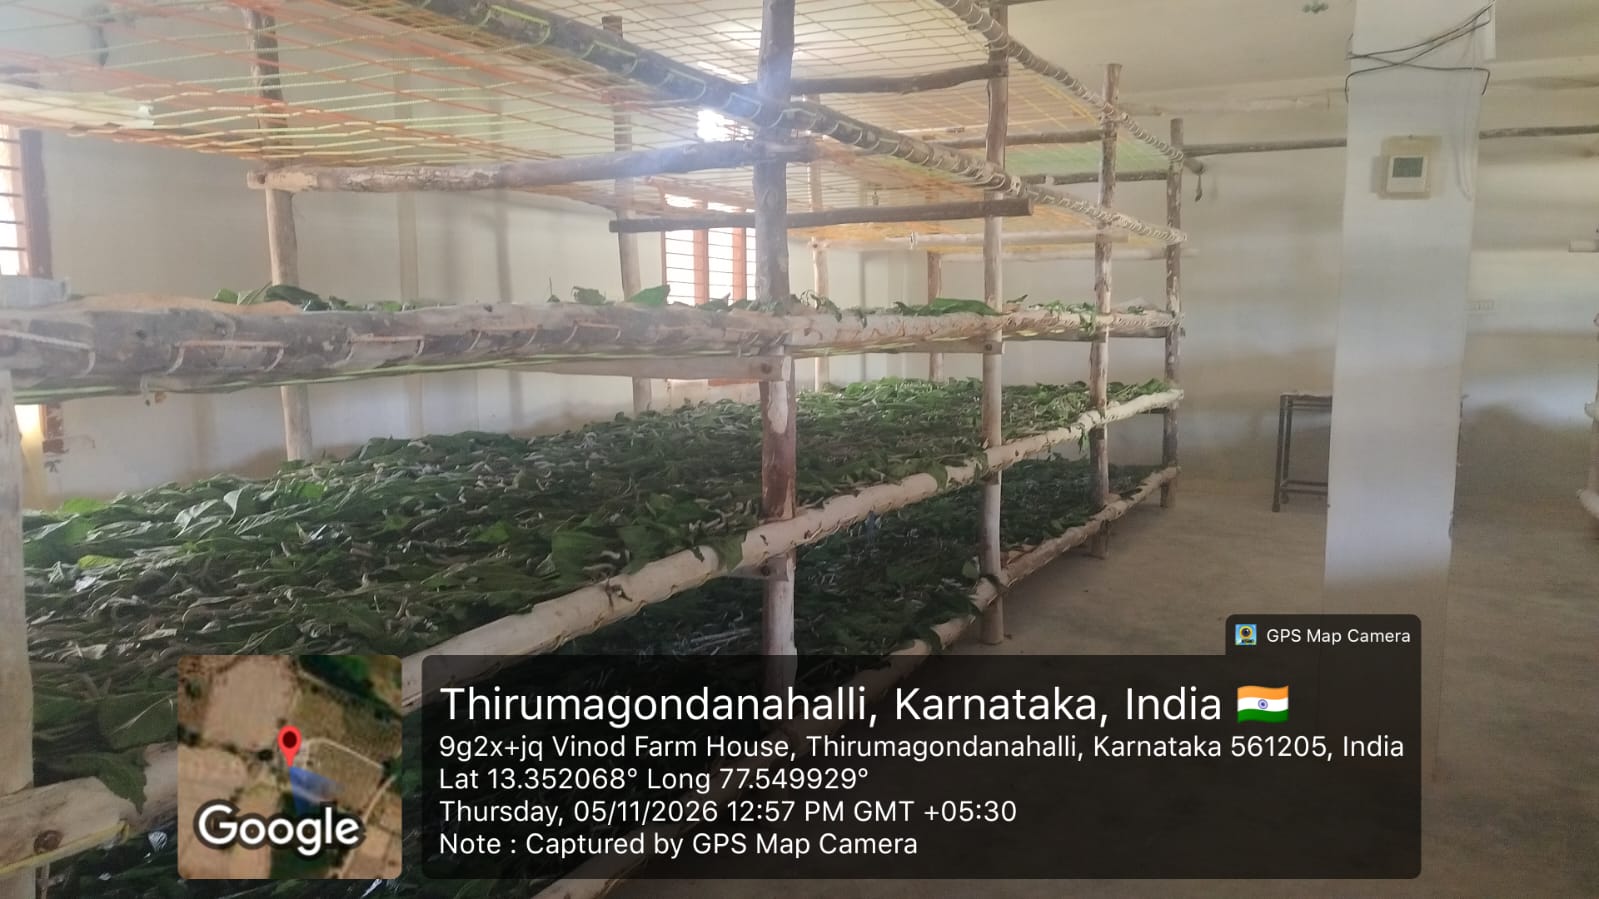 GPS Map Camera
Thirumagondanahalli, Karnataka, India 🇮🇳
9g2x+jq Vinod Farm House, Thirumagondanahalli, Karnataka 561205, India
Lat 13.352068° Long 77.549929°
Thursday, 05/11/2026 12:57 PM GMT +05:30
Note : Captured by GPS Map Camera
Google